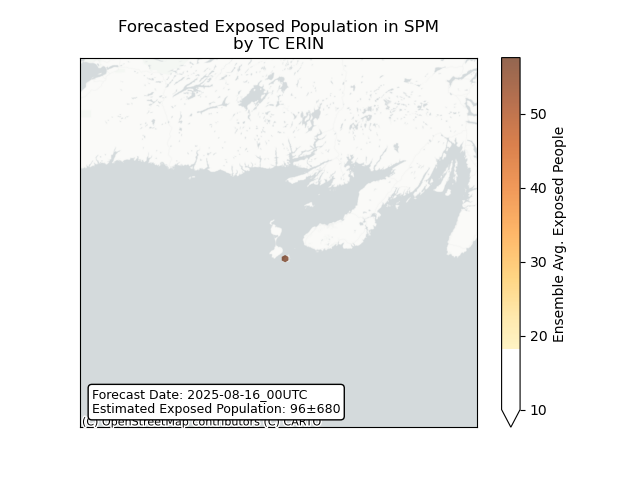 Forecasted Exposed Population in SPM
by TC ERIN
50
40
30
20
10
Ensemble Avg. Exposed People
Forecast Date: 2025-08-16_00UTC
Estimated Exposed Population: 96±680
(C) OpenStreetMap contributors (C) CARTO